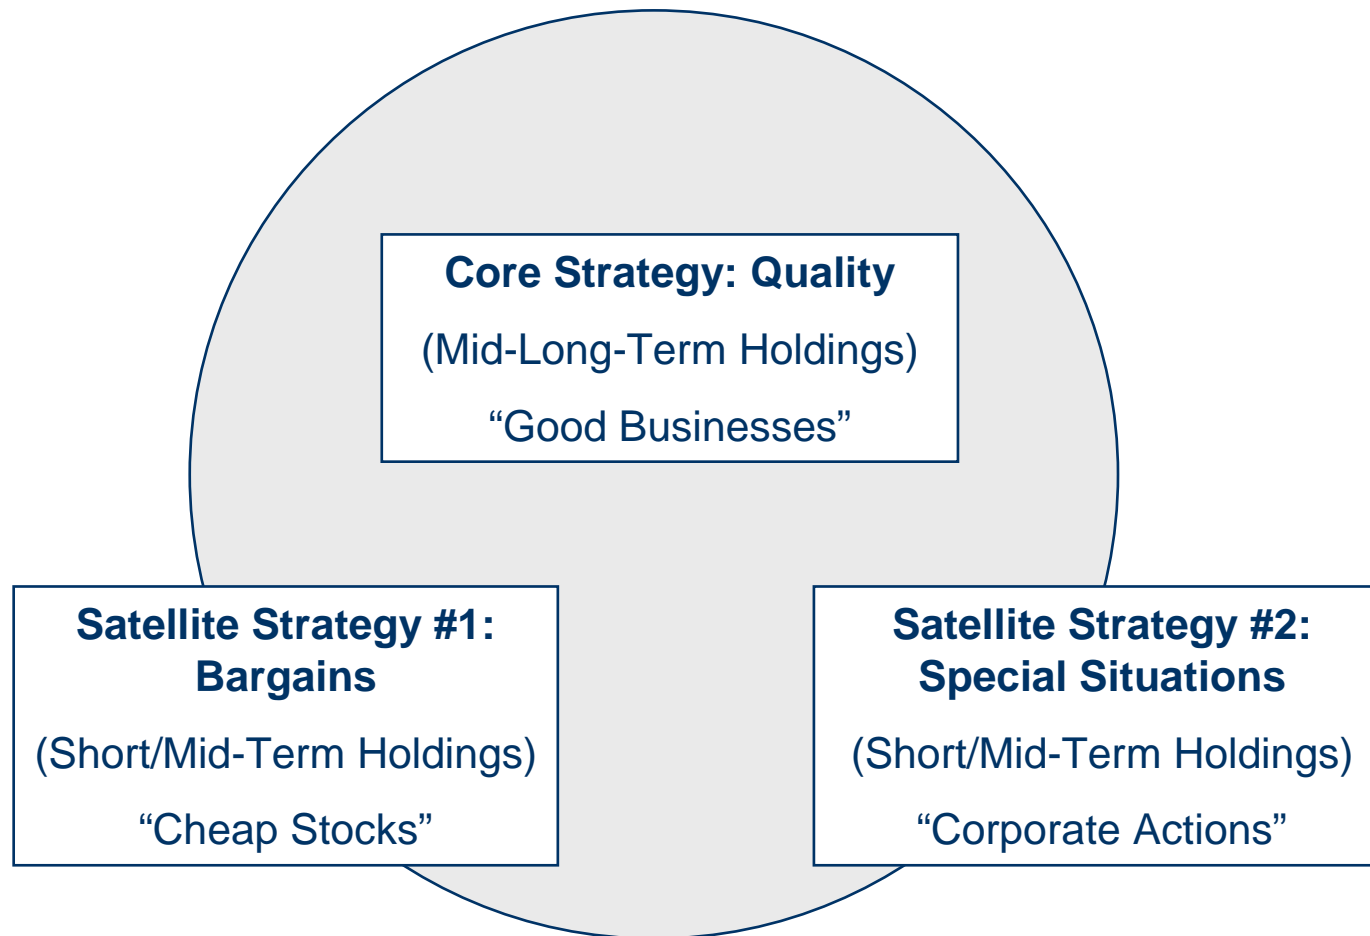 Core Strategy: Quality
(Mid-Long-Term Holdings)
“Good Businesses”
Satellite Strategy #1:
Bargains
(Short/Mid-Term Holdings)
“Cheap Stocks”
Satellite Strategy #2:
Special Situations
(Short/Mid-Term Holdings)
“Corporate Actions”